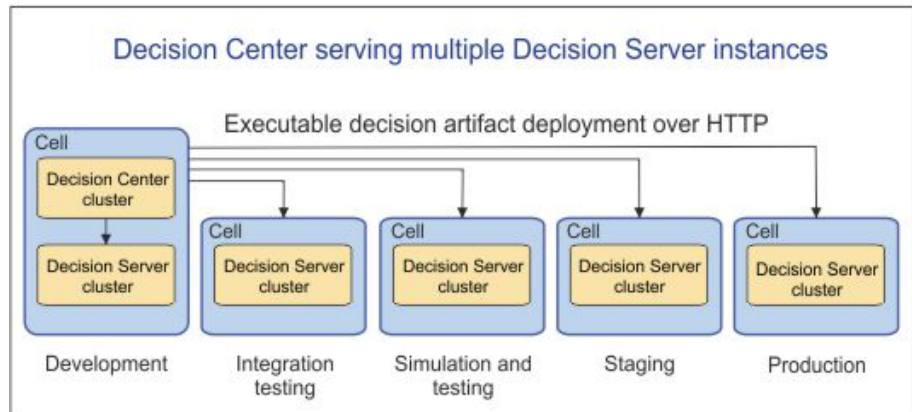 Decision Center serving multiple Decision Server instances
Executable decision artifact deployment over HTTP
Cell
Decision Center
cluster
Decision Server
cluster
Cell
Decision Server
cluster
Cell
Decision Server
cluster
Cell
Decision Server
cluster
Cell
Decision Server
cluster
Development
Integration
testing
Simulation and
testing
Staging
Production